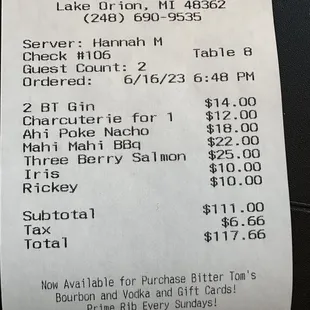 Lake Orion, MI 48362
(248) 690-9535
Server: Hannah M
Check #106 Table 8
Guest Count: 2
Ordered: 6/16/23 6:48 PM
2 BT Gin $14.00
Charcuterie for 1 $12.00
Ahi Poke Nacho $18.00
Mahi Mahi BBq $22.00
Three Berry Salmon $25.00
Iris $10.00
Rickey $10.00
Subtotal $111.00
Tax $6.66
Total $117.66
Now Available for Purchase Bitter Tom's
Bourbon and Vodka and Gift Cards!
Prime Rib Every Sundays!